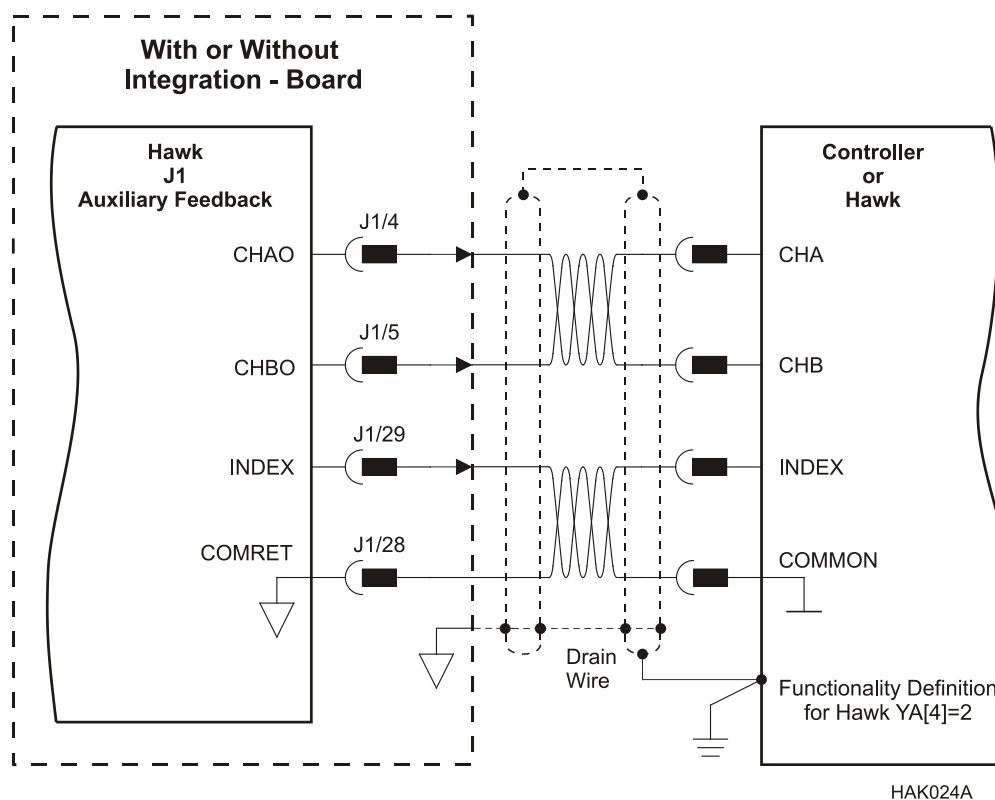 With or Without
Integration - Board
Hawk
J1
Auxiliary Feedback
Controller
or
Hawk
J1/4
CHAO
CHA
J1/5
CHBO
CHB
J1/29
INDEX
INDEX
J1/28
COMRET
COMMON
Drain
Wire
Functionality Definition
for Hawk YA[4]=2
HAK024A